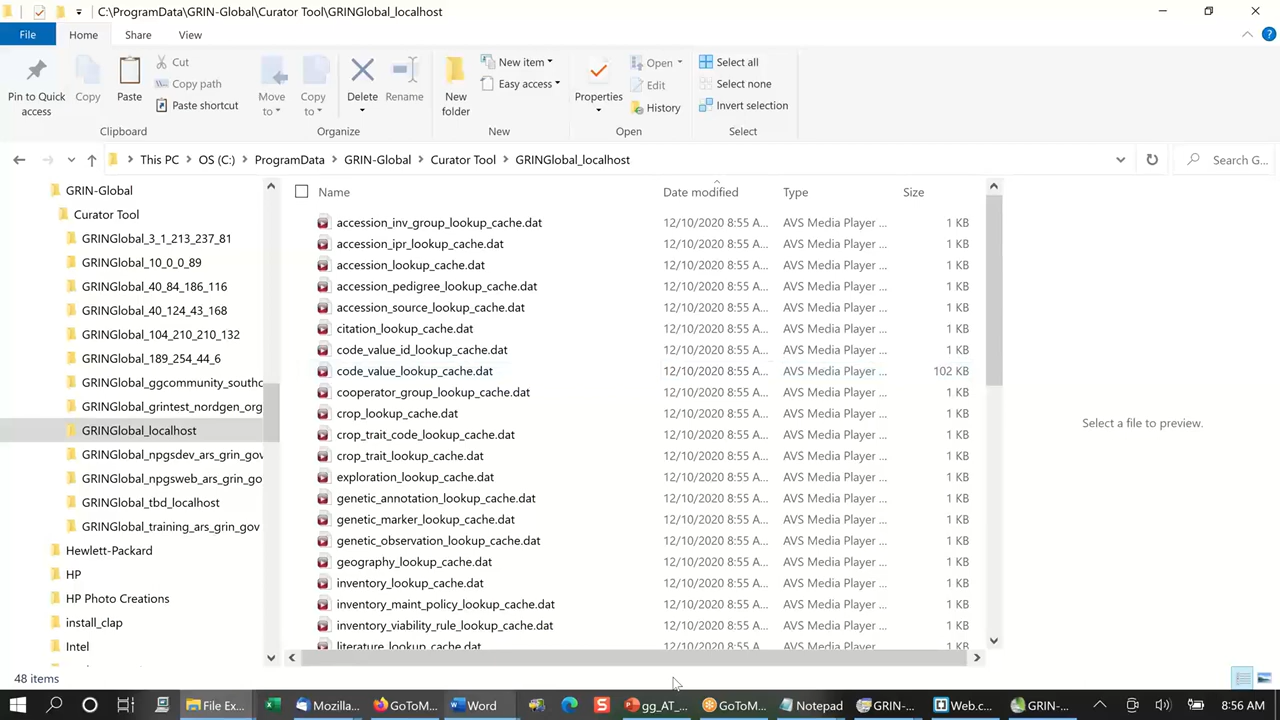 C:\ProgramData\GRIN-Global\Curator Tool\GRINGlobal_localhost
File Home Share View
Pin to Quick access
Copy
Paste
Cut
Copy path
Paste shortcut
Clipboard
Move to
Copy to
Delete
Rename
Organize
New folder
New item
Easy access
New
Properties
Open
Edit
History
Open
Select all
Select none
Invert selection
Select
This PC > OS (C:) > ProgramData > GRIN-Global > Curator Tool > GRINGlobal_localhost
Search G...
GRIN-Global
Curator Tool
GRINGlobal_3_1_213_237_81
GRINGlobal_10_0_0_89
GRINGlobal_40_84_186_116
GRINGlobal_40_124_43_168
GRINGlobal_104_210_210_132
GRINGlobal_189_254_44_6
GRINGlobal_ggcommunity_southc
GRINGlobal_grintest_nordgen_org
GRINGlobal_localhost
GRINGlobal_npgsdev_ars_grin_gov
GRINGlobal_npgsweb_ars_grin_go
GRINGlobal_tbd_localhost
GRINGlobal_training_ars_grin_gov
Hewlett-Packard
HP
HP Photo Creations
install_clap
Intel
Name Date modified Type Size
accession_inv_group_lookup_cache.dat 12/10/2020 8:55 A... AVS Media Player ... 1 KB
accession_ipr_lookup_cache.dat 12/10/2020 8:55 A... AVS Media Player ... 1 KB
accession_lookup_cache.dat 12/10/2020 8:55 A... AVS Media Player ... 1 KB
accession_pedigree_lookup_cache.dat 12/10/2020 8:55 A... AVS Media Player ... 1 KB
accession_source_lookup_cache.dat 12/10/2020 8:55 A... AVS Media Player ... 1 KB
citation_lookup_cache.dat 12/10/2020 8:55 A... AVS Media Player ... 1 KB
code_value_id_lookup_cache.dat 12/10/2020 8:55 A... AVS Media Player ... 1 KB
code_value_lookup_cache.dat 12/10/2020 8:55 A... AVS Media Player ... 102 KB
cooperator_group_lookup_cache.dat 12/10/2020 8:55 A... AVS Media Player ... 1 KB
crop_lookup_cache.dat 12/10/2020 8:55 A... AVS Media Player ... 1 KB
crop_trait_code_lookup_cache.dat 12/10/2020 8:55 A... AVS Media Player ... 1 KB
crop_trait_lookup_cache.dat 12/10/2020 8:55 A... AVS Media Player ... 1 KB
exploration_lookup_cache.dat 12/10/2020 8:55 A... AVS Media Player ... 1 KB
genetic_annotation_lookup_cache.dat 12/10/2020 8:55 A... AVS Media Player ... 1 KB
genetic_marker_lookup_cache.dat 12/10/2020 8:55 A... AVS Media Player ... 1 KB
genetic_observation_lookup_cache.dat 12/10/2020 8:55 A... AVS Media Player ... 1 KB
geography_lookup_cache.dat 12/10/2020 8:55 A... AVS Media Player ... 1 KB
inventory_lookup_cache.dat 12/10/2020 8:55 A... AVS Media Player ... 1 KB
inventory_maint_policy_lookup_cache.dat 12/10/2020 8:55 A... AVS Media Player ... 1 KB
inventory_viability_rule_lookup_cache.dat 12/10/2020 8:55 A... AVS Media Player ... 1 KB
literature_lookup_cache.dat 12/10/2020 8:55 A... AVS Media Player ... 1 KB
Select a file to preview.
48 items
File Ex... Mozilla... GoToM... Word gg_AT_... GoToM... Notepad GRIN-... Web.c... GRIN-... 8:56 AM